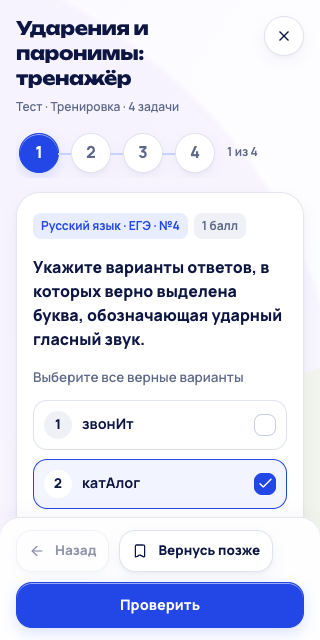 Ударения и
паронимы:
тренажёр
Тест · Тренировка · 4 задачи
1 2 3 4 1 из 4
Русский язык · ЕГЭ · №4 1 балл
Укажите варианты ответов, в
которых верно выделена
буква, обозначающая ударный
гласный звук.
Выберите все верные варианты
1 звонИт
2 катАлог
Назад Вернусь позже
Проверить